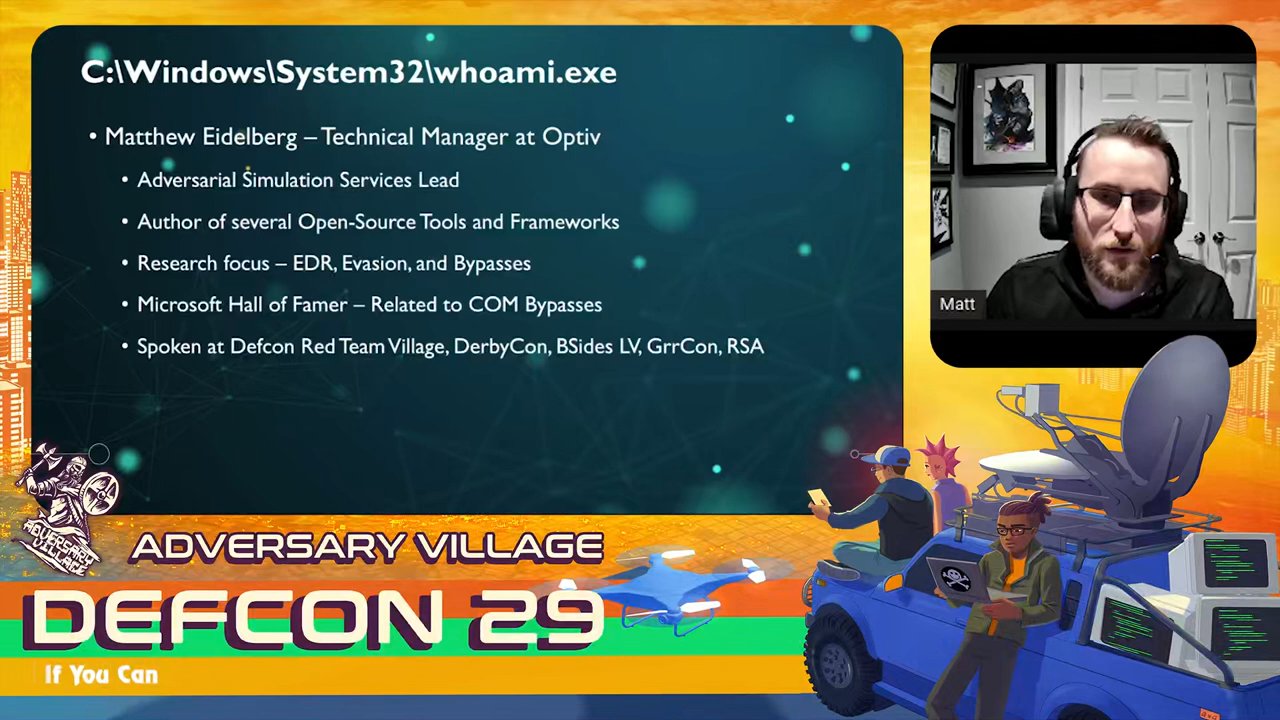 C:\Windows\System32\whoami.exe
• Matthew Eidelberg – Technical Manager at Optiv
• Adversarial Simulation Services Lead
• Author of several Open-Source Tools and Frameworks
• Research focus – EDR, Evasion, and Bypasses
• Microsoft Hall of Famer – Related to COM Bypasses
• Spoken at Defcon Red Team Village, DerbyCon, BSides LV, GrrCon, RSA
Matt
ADVERSARY
VILLAGE
ADVERSARY VILLAGE
DEFCON 29
If You Can